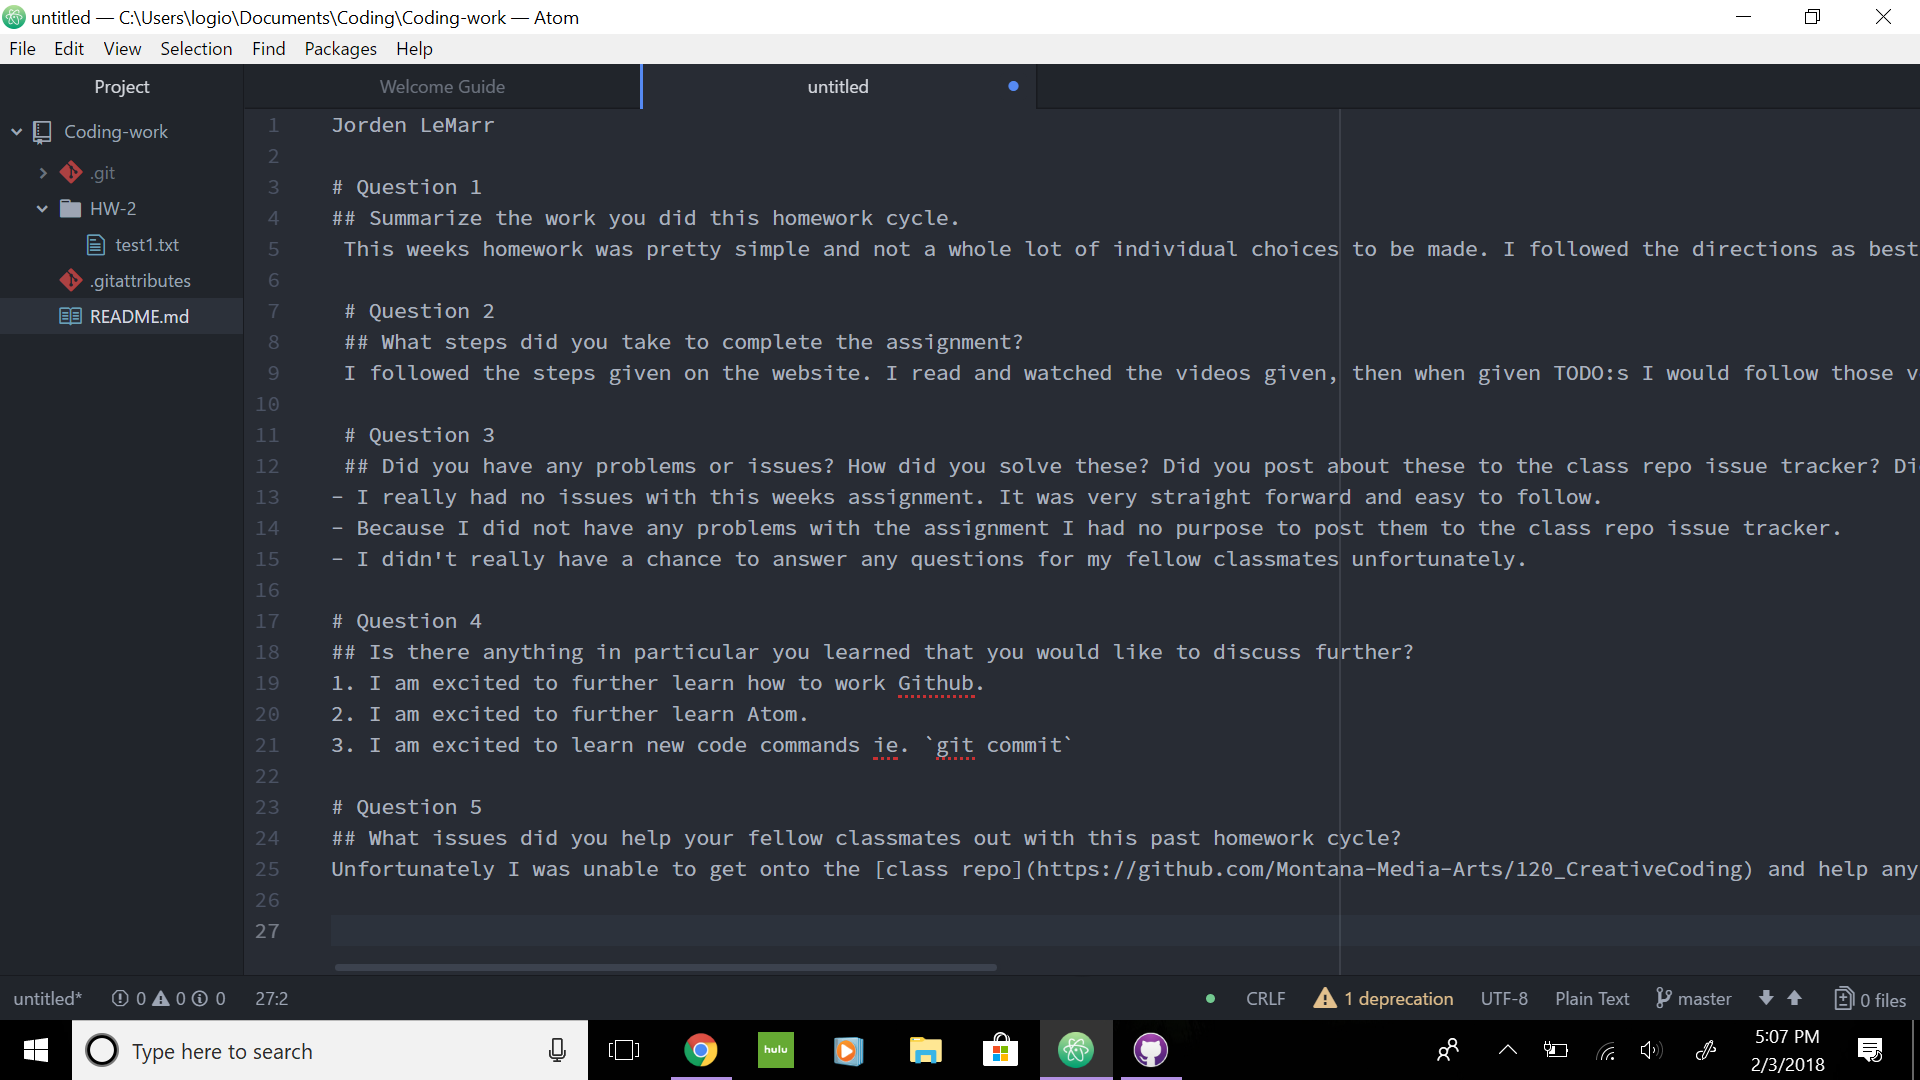 untitled — C:\Users\logio\Documents\Coding\Coding-work — Atom
File Edit View Selection Find Packages Help
Project
Welcome Guide
untitled
Coding-work
.git
HW-2
test1.txt
.gitattributes
README.md
1 Jorden LeMarr
2
3 # Question 1
4 ## Summarize the work you did this homework cycle.
5 This weeks homework was pretty simple and not a whole lot of individual choices to be made. I followed the directions as best
6
7 # Question 2
8 ## What steps did you take to complete the assignment?
9 I followed the steps given on the website. I read and watched the videos given, then when given TODO:s I would follow those v
10
11 # Question 3
12 ## Did you have any problems or issues? How did you solve these? Did you post about these to the class repo issue tracker? Di
13 - I really had no issues with this weeks assignment. It was very straight forward and easy to follow.
14 - Because I did not have any problems with the assignment I had no purpose to post them to the class repo issue tracker.
15 - I didn't really have a chance to answer any questions for my fellow classmates unfortunately.
16
17 # Question 4
18 ## Is there anything in particular you learned that you would like to discuss further?
19 1. I am excited to further learn how to work Github.
20 2. I am excited to further learn Atom.
21 3. I am excited to learn new code commands ie. `git commit`
22
23 # Question 5
24 ## What issues did you help your fellow classmates out with this past homework cycle?
25 Unfortunately I was unable to get onto the [class repo](https://github.com/Montana-Media-Arts/120_CreativeCoding) and help any
26
27
untitled* 0 0 0 27:2 CRLF 1 deprecation UTF-8 Plain Text master 0 files
Type here to search
hulu
5:07 PM
2/3/2018